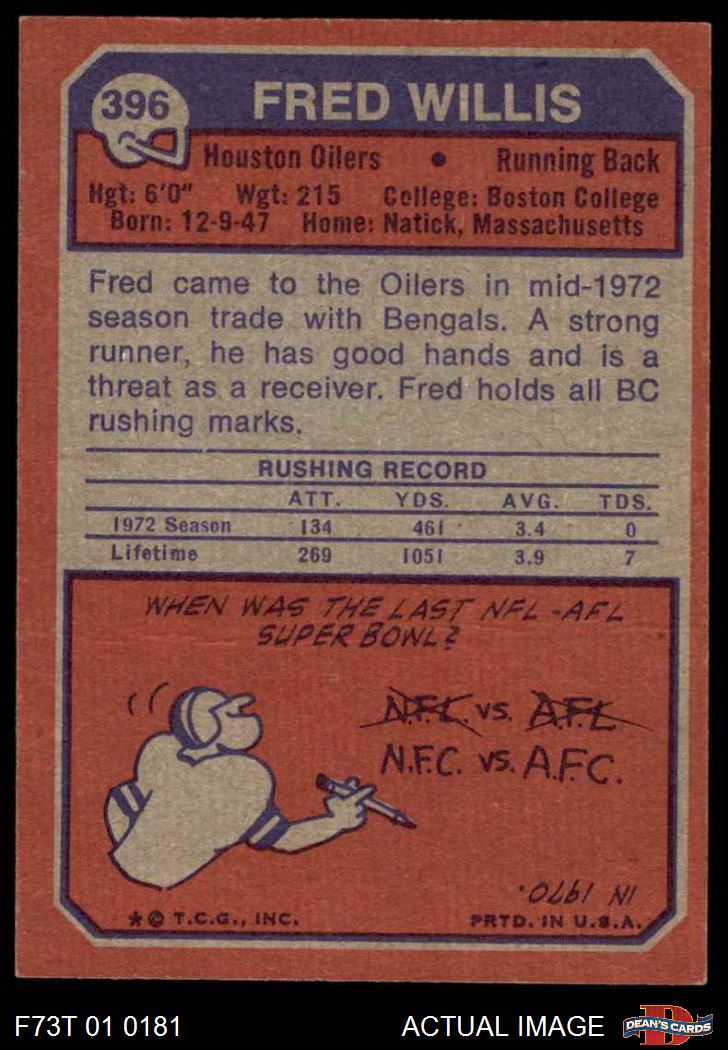 396
FRED WILLIS
Houston Oilers • Running Back
Hgt: 6'0" Wgt: 215 College: Boston College
Born: 12-9-47 Home: Natick, Massachusetts
Fred came to the Oilers in mid-1972
season trade with Bengals. A strong
runner, he has good hands and is a
threat as a receiver. Fred holds all BC
rushing marks.
RUSHING RECORD
ATT. YDS. AVG. TDS.
1972 Season 134 461 3.4 0
Lifetime 269 1051 3.9 7
WHEN WAS THE LAST NFL-AFL
SUPER BOWL?
N.F.L. vs. A.F.L.
N.F.C. vs. A.F.C.
IN 1970.
★ © T.C.G., INC. PRTD. IN U.S.A.
F73T 01 0181 ACTUAL IMAGE
D
DEAN'S CARDS